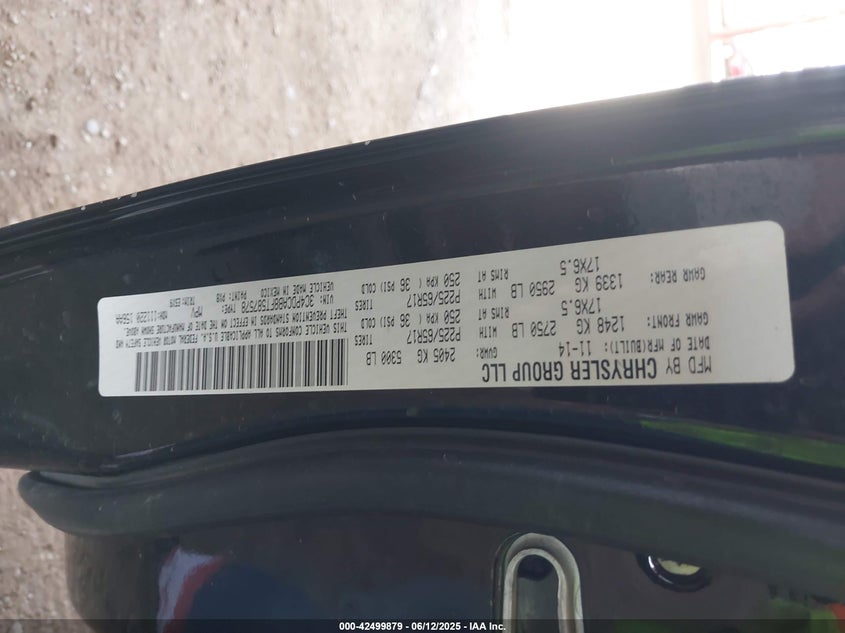 MFD BY CHRYSLER GROUP LLC
DATE OF MFR(BUILT): 11-14 GVWR: 2405 KG 5300 LB
GAWR FRONT: 1248 KG 2750 LB WITH P225/65R17 TIRES
17X6.5 RIMS AT 250 KPA ( 36 PSI) COLD
GAWR REAR: 1339 KG 2950 LB WITH P225/65R17 TIRES
17X6.5 RIMS AT 250 KPA ( 36 PSI) COLD
THIS VEHICLE CONFORMS TO ALL APPLICABLE U.S.A. FEDERAL MOTOR VEHICLE SAFETY AND
THEFT PREVENTION STANDARDS IN EFFECT ON THE DATE OF MANUFACTURE SHOWN ABOVE.
VIN: TYPE: MPV
VEHICLE MADE IN MEXICO PAINT: TRIM:
000-42499879 - 06/12/2025 - IAA Inc.